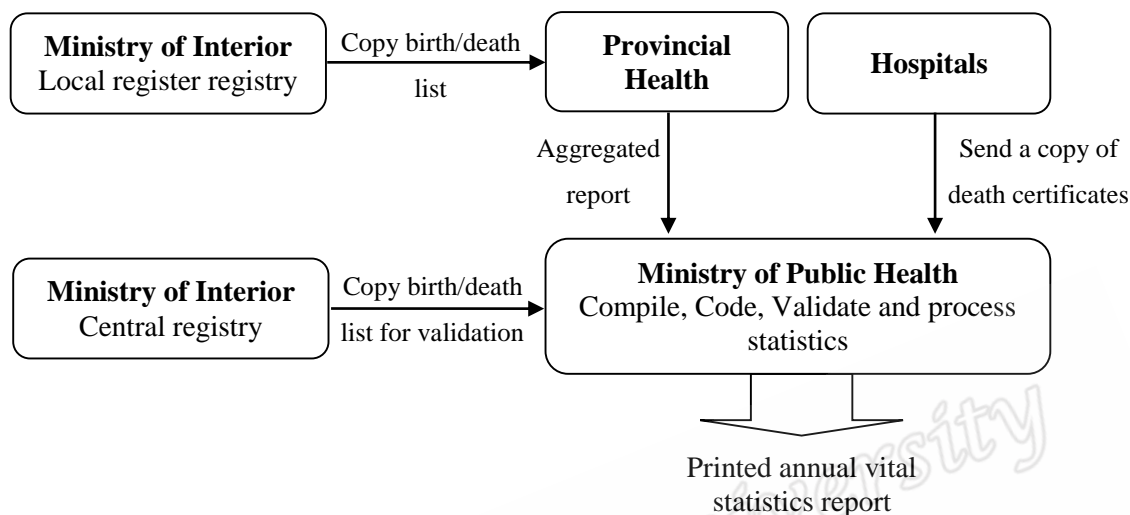 Ministry of Interior
Local register registry
Copy birth/death
list
Provincial
Health
Hospitals
Aggregated
report
Send a copy of
death certificates
Ministry of Interior
Central registry
Copy birth/death
list for validation
Ministry of Public Health
Compile, Code, Validate and process
statistics
Printed annual vital
statistics report